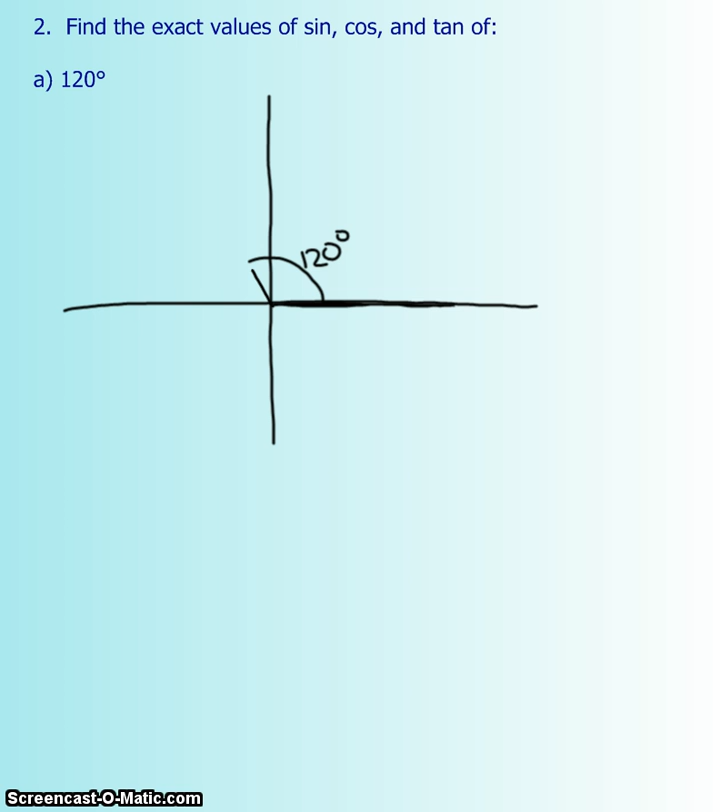 2. Find the exact values of sin, cos, and tan of:
a) 120°
120°
Screencast-O-Matic.com